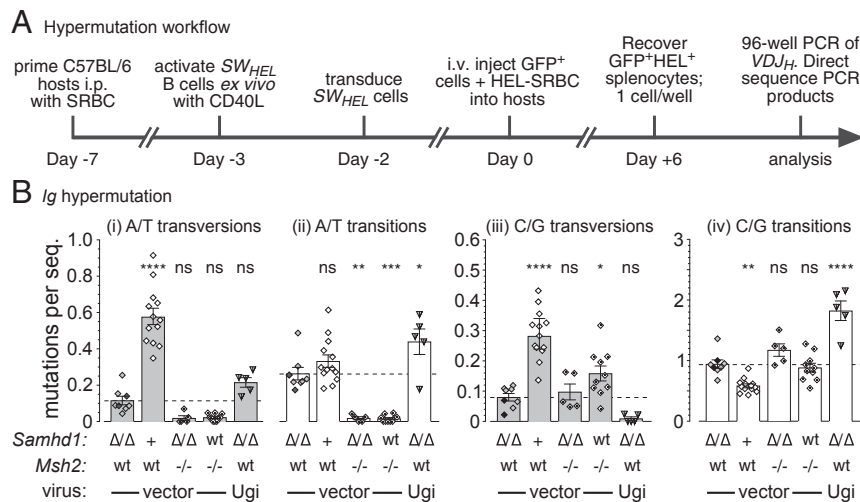 A Hypermutation workflow
prime C57BL/6
hosts i.p.
with SRBC
activate SWHEL
B cells ex vivo
with CD40L
transduce
SWHEL cells
i.v. inject GFP+
cells + HEL-SRBC
into hosts
Recover
GFP+HEL+
splenocytes;
1 cell/well
96-well PCR of
VDJH. Direct
sequence PCR
products
Day -7
Day -3
Day -2
Day 0
Day +6
analysis
B Ig hypermutation
mutations per seq.
(i) A/T transversions
1.0
0.8
0.6
0.4
0.2
0.0
**** ns ns ns
(ii) A/T transitions
ns ** *** *
(iii) C/G transversions
0.6
0.5
0.4
0.3
0.2
0.1
0.0
**** ns * ns
(iv) C/G transitions
3
2
1
0
** ns ns ****
Samhd1: Δ/Δ + Δ/Δ wt Δ/Δ Δ/Δ + Δ/Δ wt Δ/Δ Δ/Δ + Δ/Δ wt Δ/Δ Δ/Δ + Δ/Δ wt Δ/Δ
Msh2: wt wt -/- -/- wt wt wt -/- -/- wt wt wt -/- -/- wt wt wt -/- -/- wt
virus: vector Ugi vector Ugi vector Ugi vector Ugi